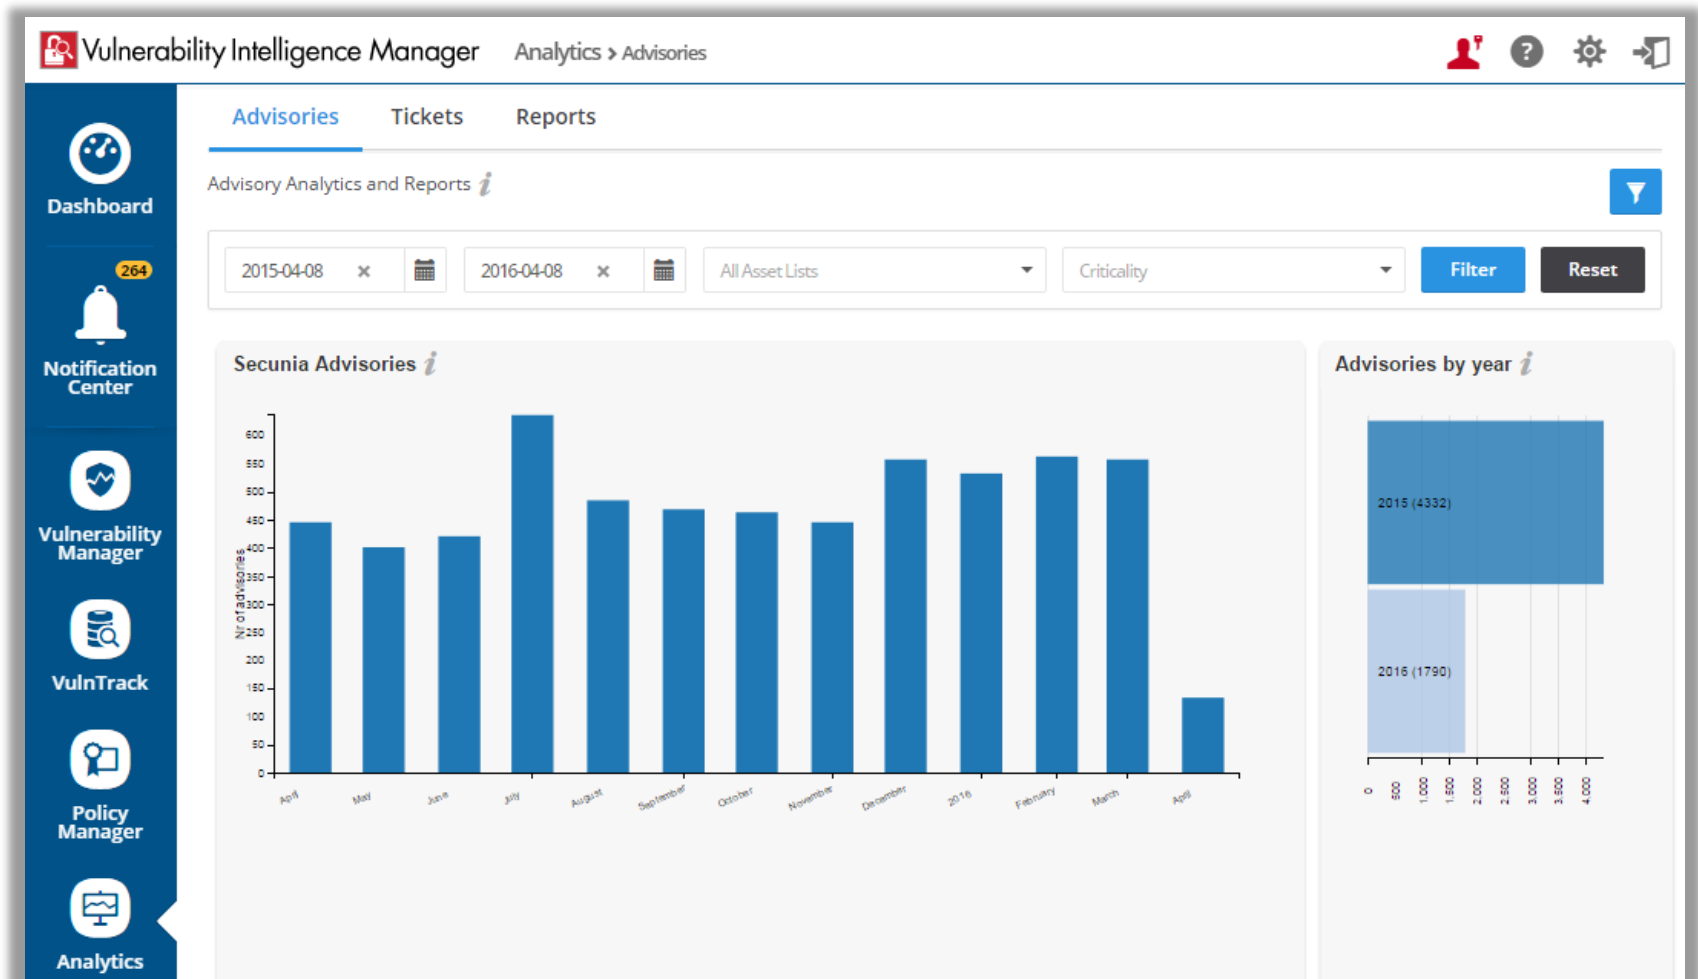 Vulnerability Intelligence Manager
Analytics > Advisories
?
Dashboard
264
Notification
Center
Vulnerability
Manager
VulnTrack
Policy
Manager
Analytics
Advisories
Tickets
Reports
Advisory Analytics and Reports i
2015-04-08 ×
2016-04-08 ×
All Asset Lists
Criticality
Filter
Reset
Secunia Advisories i
Nr of advisories
600
550
500
450
400
350
300
250
200
150
100
50
0
April
May
June
July
August
September
October
November
December
2016
February
March
April
Advisories by year i
2015 (4332)
2016 (1790)
0
500
1.000
1.500
2.000
2.500
3.000
3.500
4.000